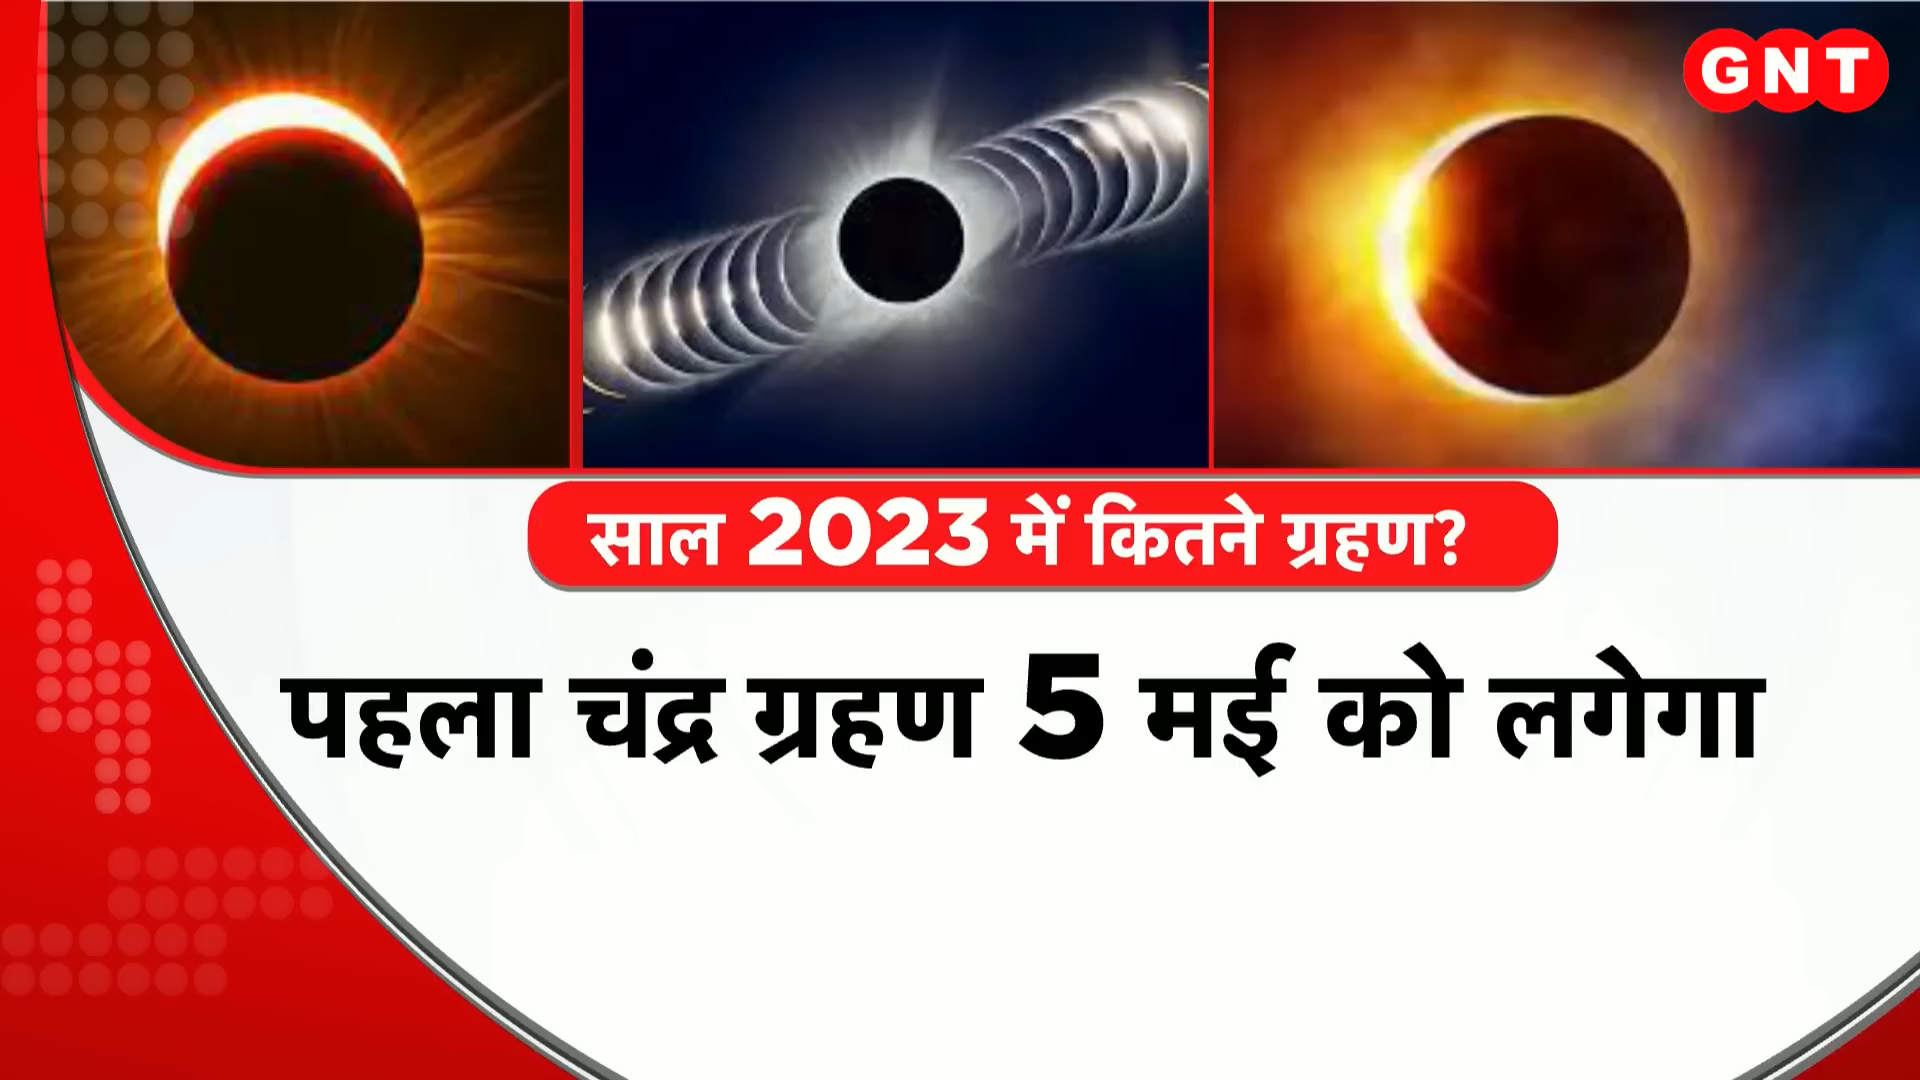 GNT
साल 2023 में कितने ग्रहण?
पहला चंद्र ग्रहण 5 मई को लगेगा